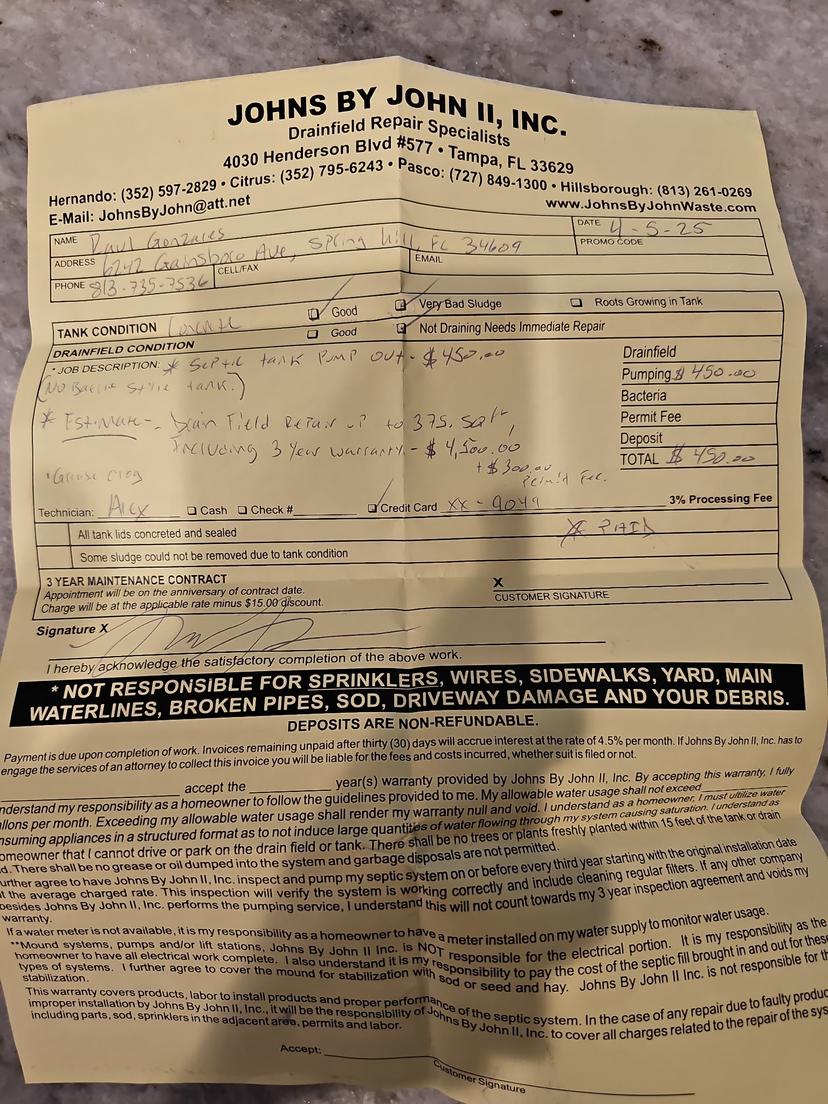 JOHNS BY JOHN II, INC.
Drainfield Repair Specialists
4030 Henderson Blvd #577 • Tampa, FL 33629
Hernando: (352) 597-2829 • Citrus: (352) 795-6243 • Pasco: (727) 849-1300 • Hillsborough: (813) 261-0269
E-Mail: JohnsByJohn@att.net www.JohnsByJohnWaste.com
NAME Raul Gonzales DATE 4-5-25
ADDRESS 6242 Gainsboro Ave, Spring Hill, FL 34609 PROMO CODE
PHONE 813-735-7536 CELL/FAX EMAIL
TANK CONDITION Concrete Good Very Bad Sludge Roots Growing in Tank
DRAINFIELD CONDITION Good Not Draining Needs Immediate Repair
• JOB DESCRIPTION: * Septic tank Pump out - $450.00
(No Baffle Style tank.)
* Estimate - Drain Field Repair up to 375. sqft,
Including 3 Year Warranty - $4,500.00
+ $300.00
Permit Fee.
• Grease Clog
Drainfield
Pumping $450.00
Bacteria
Permit Fee
Deposit
TOTAL $450.00
Technician: Alex Cash Check # Credit Card XX-9049 3% Processing Fee
All tank lids concreted and sealed * PAID
Some sludge could not be removed due to tank condition
3 YEAR MAINTENANCE CONTRACT
Appointment will be on the anniversary of contract date.
Charge will be at the applicable rate minus $15.00 discount.
X
CUSTOMER SIGNATURE
Signature X
I hereby acknowledge the satisfactory completion of the above work.
* NOT RESPONSIBLE FOR SPRINKLERS, WIRES, SIDEWALKS, YARD, MAIN
WATERLINES, BROKEN PIPES, SOD, DRIVEWAY DAMAGE AND YOUR DEBRIS.
DEPOSITS ARE NON-REFUNDABLE.
Payment is due upon completion of work. Invoices remaining unpaid after thirty (30) days will accrue interest at the rate of 4.5% per month. If Johns By John II, Inc. has to
engage the services of an attorney to collect this invoice you will be liable for the fees and costs incurred, whether suit is filed or not.
accept the year(s) warranty provided by Johns By John II, Inc. By accepting this warranty, I fully
nderstand my responsibility as a homeowner to follow the guidelines provided to me. My allowable water usage shall not exceed
allons per month. Exceeding my allowable water usage shall render my warranty null and void. I understand as a homeowner, I must ultilize water
nsuming appliances in a structured format as to not induce large quantities of water flowing through my system causing saturation. I understand as
omeowner that I cannot drive or park on the drain field or tank. There shall be no trees or plants freshly planted within 15 feet of the tank or drain
d. There shall be no grease or oil dumped into the system and garbage disposals are not permitted.
urther agree to have Johns By John II, Inc. inspect and pump my septic system on or before every third year starting with the original installation date
t the average charged rate. This inspection will verify the system is working correctly and include cleaning regular filters. If any other company
besides Johns By John II, Inc. performs the pumping service, I understand this will not count towards my 3 year inspection agreement and voids my
warranty.
If a water meter is not available, it is my responsibility as a homeowner to have a meter installed on my water supply to monitor water usage.
**Mound systems, pumps and/or lift stations, Johns By John II Inc. is NOT responsible for the electrical portion. It is my responsibility as the
homeowner to have all electrical work complete. I also understand it is my responsibility to pay the cost of the septic fill brought in and out for these
types of systems. I further agree to cover the mound for stabilization with sod or seed and hay. Johns By John II Inc. is not responsible for th
stabilization.
This warranty covers products, labor to install products and proper performance of the septic system. In the case of any repair due to faulty produc
improper installation by Johns By John II, Inc., it will be the responsibility of Johns By John II, Inc. to cover all charges related to the repair of the sys
including parts, sod, sprinklers in the adjacent area, permits and labor.
Accept:
Customer Signature